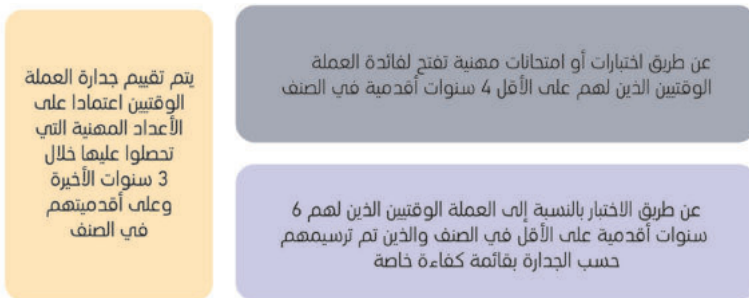 عن طريق اختبارات أو امتحانات مهنية تفتح لفائدة العملة
الوقتيين الذين لهم على الأقل 4 سنوات أقدمية في الصنف
عن طريق الاختبار بالنسبة إلى العملة الوقتيين الذين لهم 6
سنوات أقدمية على الأقل في الصنف والذين تم ترسيمهم
حسب الجدارة بقائمة كفاءة خاصة
يتم تقييم جدارة العملة
الوقتيين اعتمادا على
الأعداد المهنية التي
تحصلوا عليها خلال
3 سنوات الأخيرة
وعلى أقدميتهم
في الصنف